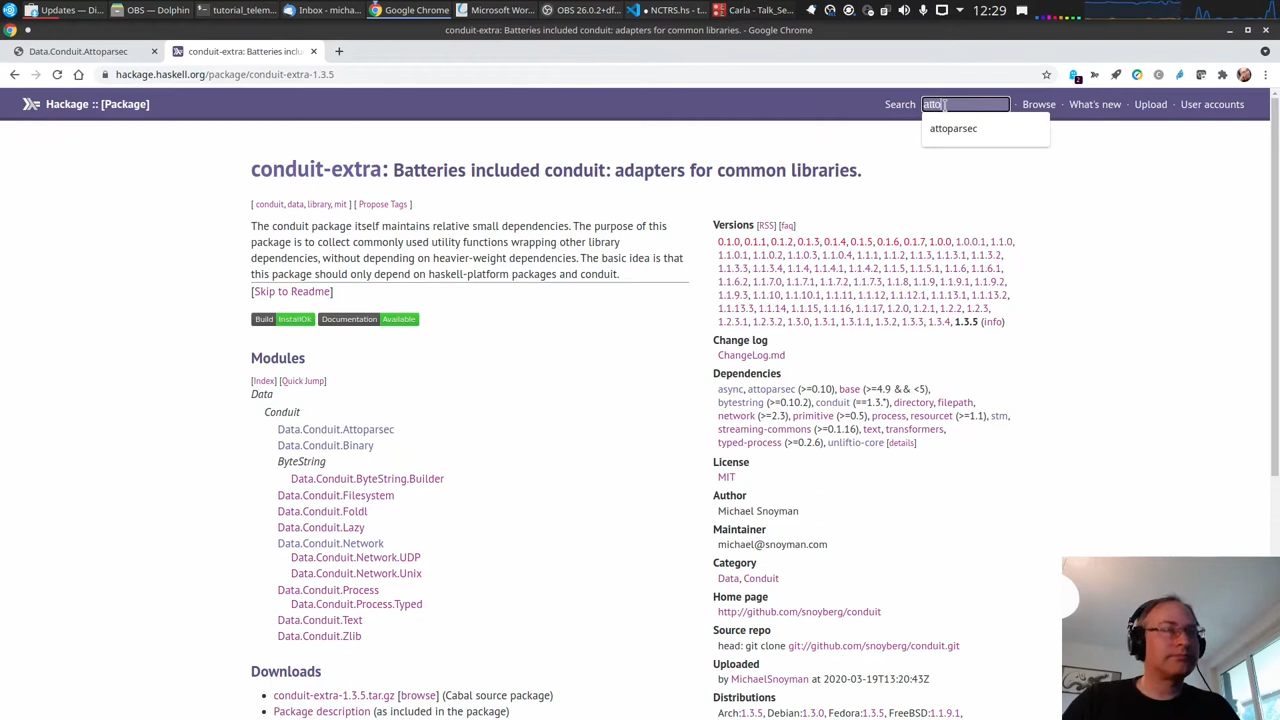 Updates
OBS — Dolphin
tutorial_telem...
Inbox - micha...
Google Chrome
Microsoft Wor...
OBS 26.0.2+df...
NCTRS.hs - t...
Carla - Talk_Se...
12:29
conduit-extra: Batteries included conduit: adapters for common libraries. - Google Chrome
Data.Conduit.Attoparsec
conduit-extra: Batteries inclu
hackage.haskell.org/package/conduit-extra-1.3.5
Hackage :: [Package]
Search atto · Browse · What's new · Upload · User accounts
attoparsec
conduit-extra: Batteries included conduit: adapters for common libraries.
[ conduit, data, library, mit ] [ Propose Tags ]
The conduit package itself maintains relative small dependencies. The purpose of this
package is to collect commonly used utility functions wrapping other library
dependencies, without depending on heavier-weight dependencies. The basic idea is that
this package should only depend on haskell-platform packages and conduit.
[Skip to Readme]
Build InstallOk Documentation Available
Modules
[Index] [Quick Jump]
Data
Conduit
Data.Conduit.Attoparsec
Data.Conduit.Binary
ByteString
Data.Conduit.ByteString.Builder
Data.Conduit.Filesystem
Data.Conduit.Foldl
Data.Conduit.Lazy
Data.Conduit.Network
Data.Conduit.Network.UDP
Data.Conduit.Network.Unix
Data.Conduit.Process
Data.Conduit.Process.Typed
Data.Conduit.Text
Data.Conduit.Zlib
Downloads
conduit-extra-1.3.5.tar.gz [browse] (Cabal source package)
Package description (as included in the package)
Versions [RSS] [faq]
0.1.0, 0.1.1, 0.1.2, 0.1.3, 0.1.4, 0.1.5, 0.1.6, 0.1.7, 1.0.0, 1.0.0.1, 1.1.0,
1.1.0.1, 1.1.0.2, 1.1.0.3, 1.1.0.4, 1.1.1, 1.1.2, 1.1.3, 1.1.3.1, 1.1.3.2,
1.1.3.3, 1.1.3.4, 1.1.4, 1.1.4.1, 1.1.4.2, 1.1.5, 1.1.5.1, 1.1.6, 1.1.6.1,
1.1.6.2, 1.1.7.0, 1.1.7.1, 1.1.7.2, 1.1.7.3, 1.1.8, 1.1.9, 1.1.9.1, 1.1.9.2,
1.1.9.3, 1.1.10, 1.1.10.1, 1.1.11, 1.1.12, 1.1.12.1, 1.1.13.1, 1.1.13.2,
1.1.13.3, 1.1.14, 1.1.15, 1.1.16, 1.1.17, 1.2.0, 1.2.1, 1.2.2, 1.2.3,
1.2.3.1, 1.2.3.2, 1.3.0, 1.3.1, 1.3.1.1, 1.3.2, 1.3.3, 1.3.4, 1.3.5 (info)
Change log
ChangeLog.md
Dependencies
async, attoparsec (>=0.10), base (>=4.9 && <5),
bytestring (>=0.10.2), conduit (==1.3.*), directory, filepath,
network (>=2.3), primitive (>=0.5), process, resourcet (>=1.1), stm,
streaming-commons (>=0.1.16), text, transformers,
typed-process (>=0.2.6), unliftio-core [details]
License
MIT
Author
Michael Snoyman
Maintainer
michael@snoyman.com
Category
Data, Conduit
Home page
http://github.com/snoyberg/conduit
Source repo
head: git clone git://github.com/snoyberg/conduit.git
Uploaded
by MichaelSnoyman at 2020-03-19T13:20:43Z
Distributions
Arch:1.3.5, Debian:1.3.0, Fedora:1.3.5, FreeBSD:1.1.9.1,